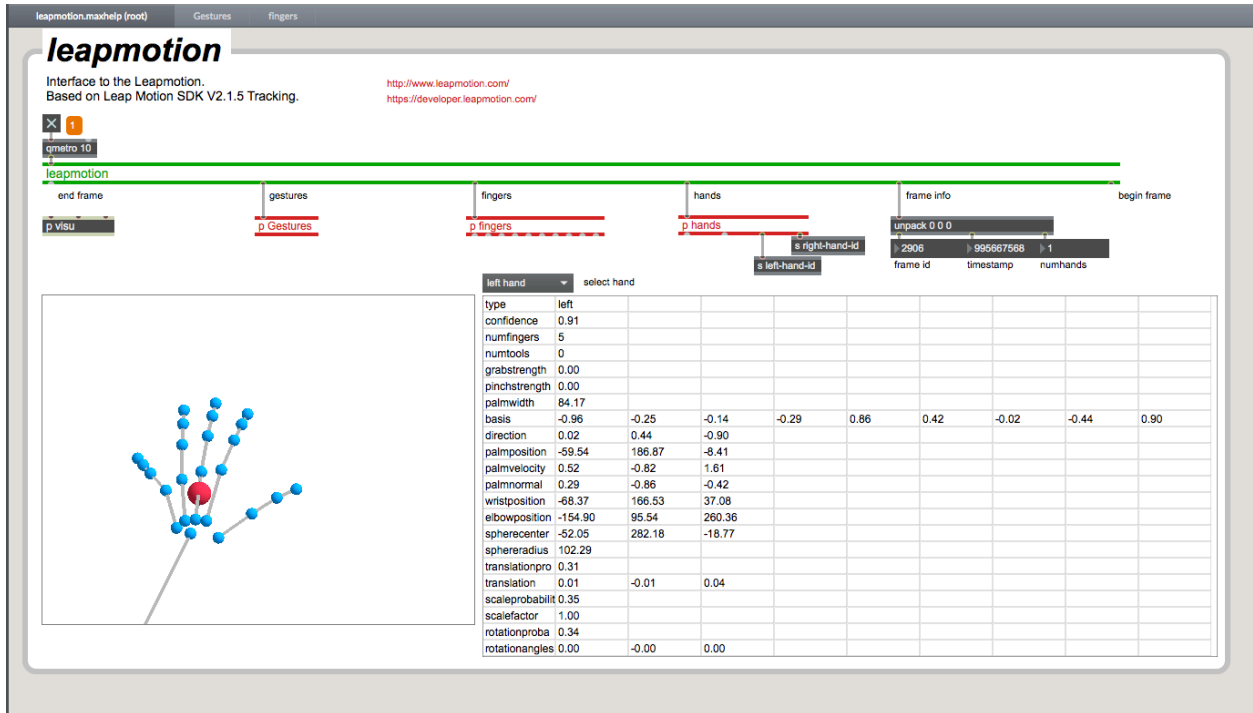 leapmotion.maxhelp (root) Gestures fingers
leapmotion
Interface to the Leapmotion.
Based on Leap Motion SDK V2.1.5 Tracking.
http://www.leapmotion.com/
https://developer.leapmotion.com/
1
qmetro 10
leapmotion
end frame gestures fingers hands frame info begin frame
p visu p Gestures p fingers p hands unpack 0 0 0
s right-hand-id 2906 995667568 1
s left-hand-id frame id timestamp numhands
left hand select hand
type left
confidence 0.91
numfingers 5
numtools 0
grabstrength 0.00
pinchstrength 0.00
palmwidth 84.17
basis -0.96 -0.25 -0.14 -0.29 0.86 0.42 -0.02 -0.44 0.90
direction 0.02 0.44 -0.90
palmposition -59.54 186.87 -8.41
palmvelocity 0.52 -0.82 1.61
palmnormal 0.29 -0.86 -0.42
wristposition -68.37 166.53 37.08
elbowposition -154.90 95.54 260.36
spherecenter -52.05 282.18 -18.77
sphereradius 102.29
translationpro 0.31
translation 0.01 -0.01 0.04
scaleprobabilit 0.35
scalefactor 1.00
rotationproba 0.34
rotationangles 0.00 -0.00 0.00